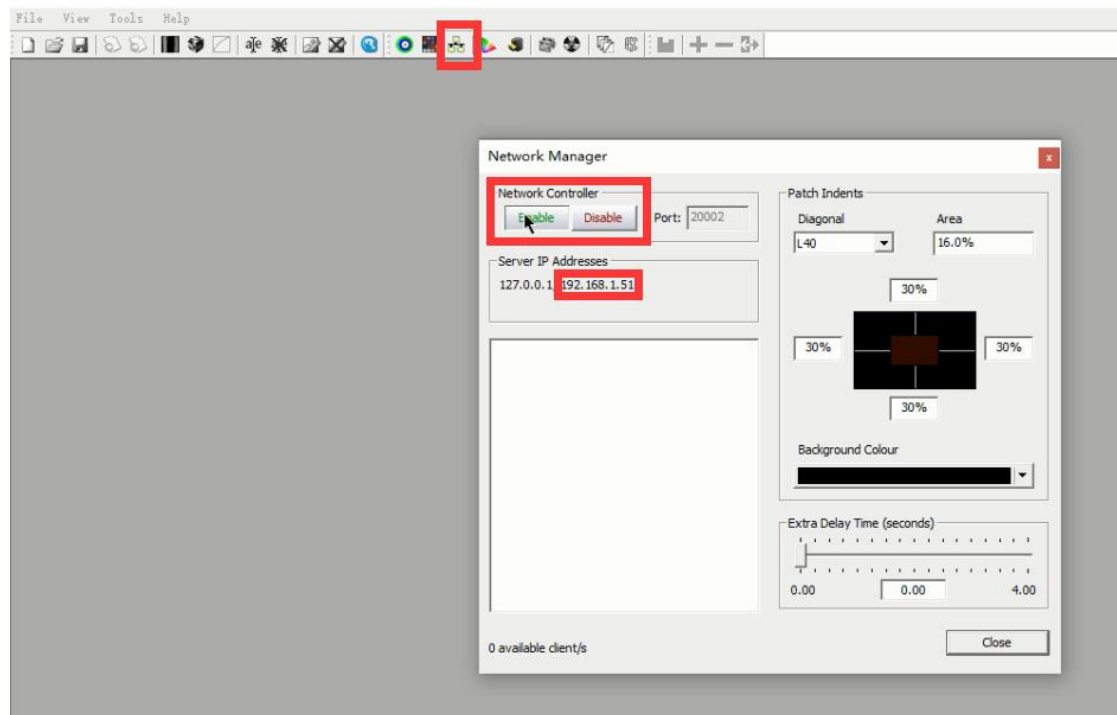 File View Tools Help
Network Manager
x
Network Controller
Enable Disable Port: 20002
Server IP Addresses
127.0.0.1, 192.168.1.51
0 available client/s
Patch Indents
Diagonal Area
L40 16.0%
30%
30% 30%
30%
Background Colour
Extra Delay Time (seconds)
0.00 0.00 4.00
Close